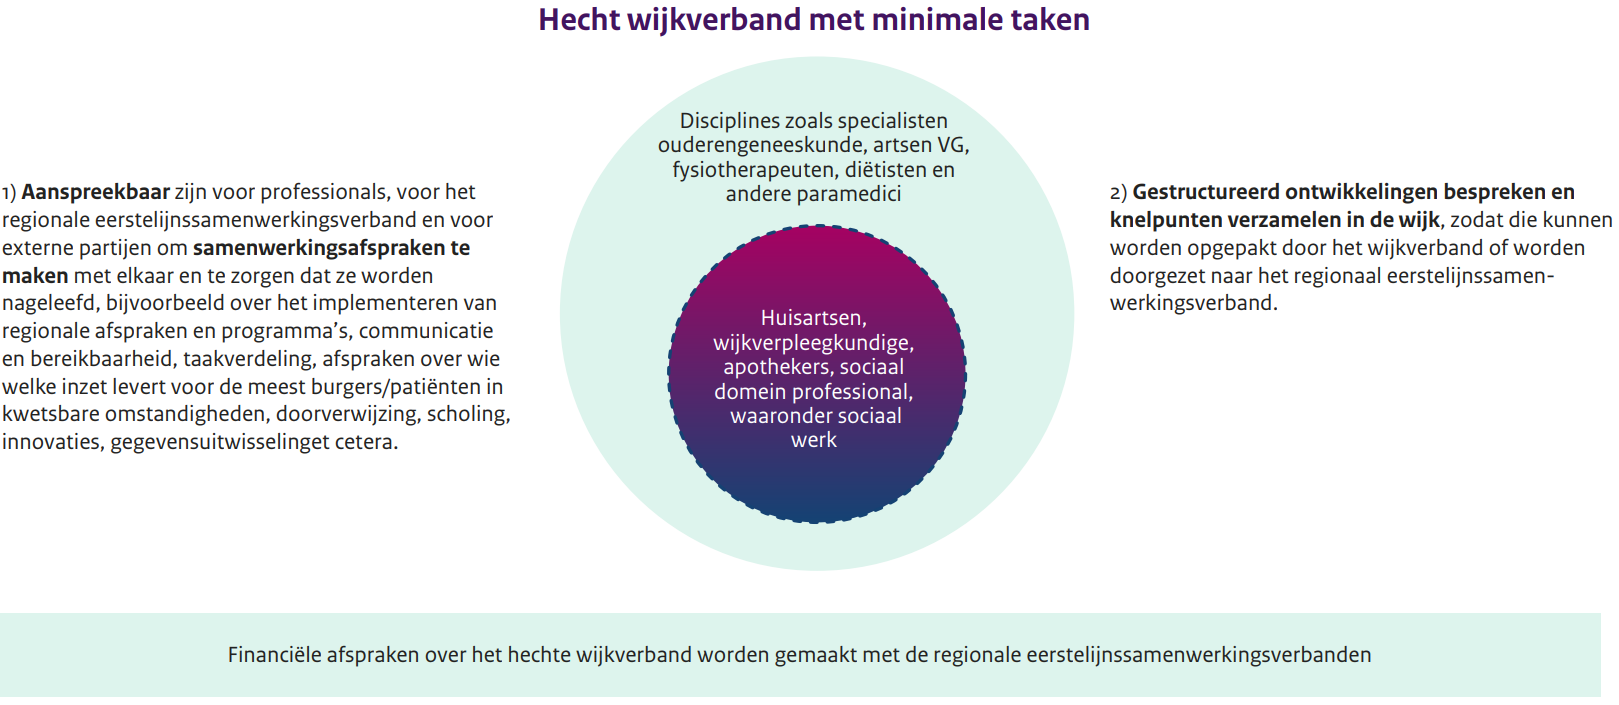 Hecht wijkverband met minimale taken
1) Aanspreekbaar zijn voor professionals, voor het
regionale eerstelijnssamenwerkingsverband en voor
externe partijen om samenwerkingsafspraken te
maken met elkaar en te zorgen dat ze worden
nageleefd, bijvoorbeeld over het implementeren van
regionale afspraken en programma’s, communicatie
en bereikbaarheid, taakverdeling, afspraken over wie
welke inzet levert voor de meest burgers/patiënten in
kwetsbare omstandigheden, doorverwijzing, scholing,
innovaties, gegevensuitwisselinget cetera.
Disciplines zoals specialisten
ouderengeneeskunde, artsen VG,
fysiotherapeuten, diëtisten en
andere paramedici
Huisartsen,
wijkverpleegkundige,
apothekers, sociaal
domein professional,
waaronder sociaal
werk
2) Gestructureerd ontwikkelingen bespreken en
knelpunten verzamelen in de wijk, zodat die kunnen
worden opgepakt door het wijkverband of worden
doorgezet naar het regionaal eerstelijnssamen-
werkingsverband.
Financiële afspraken over het hechte wijkverband worden gemaakt met de regionale eerstelijnssamenwerkingsverbanden